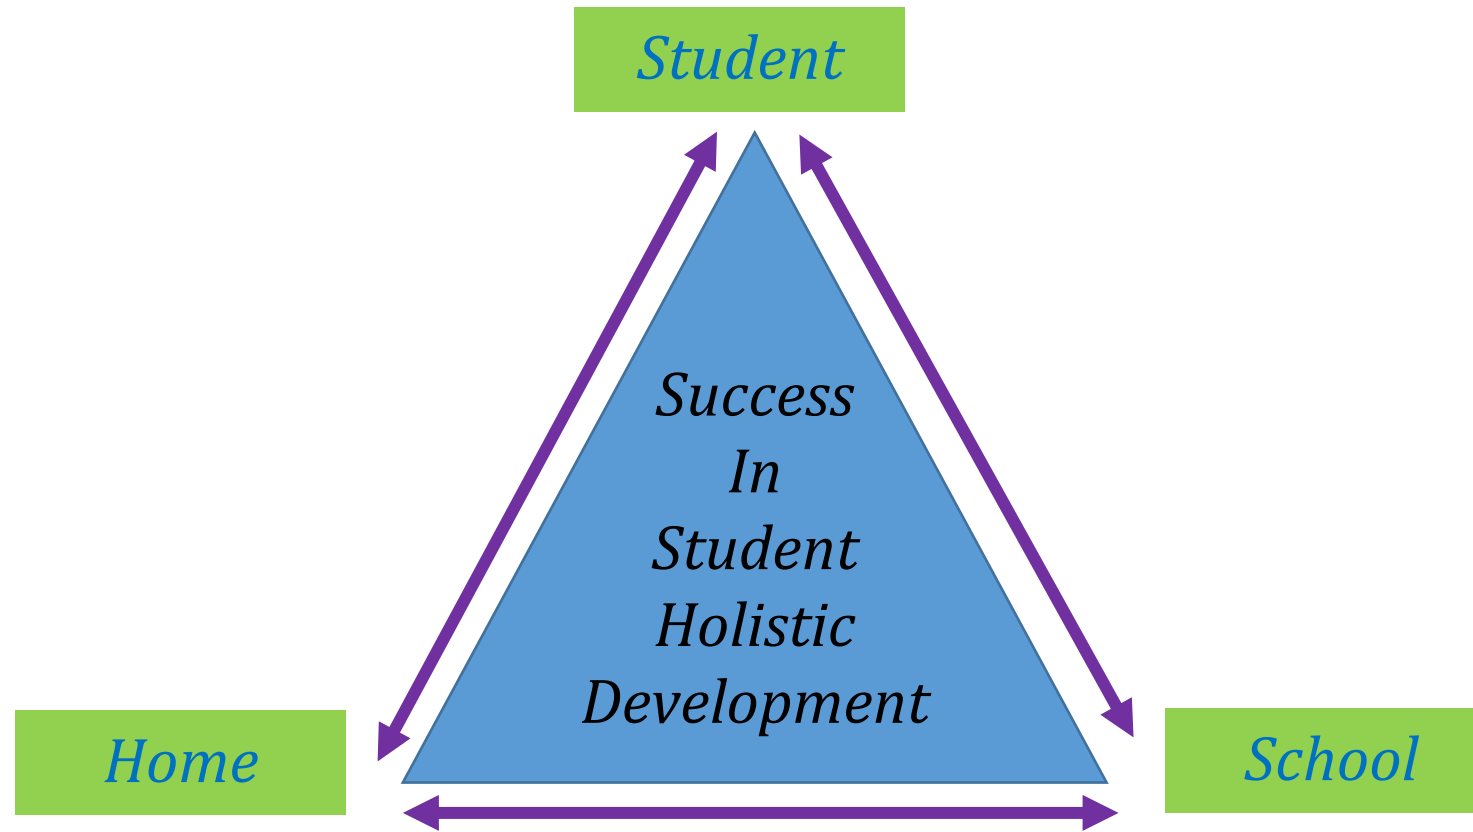 Student
Success
In
Student
Holistic
Development
Home
School